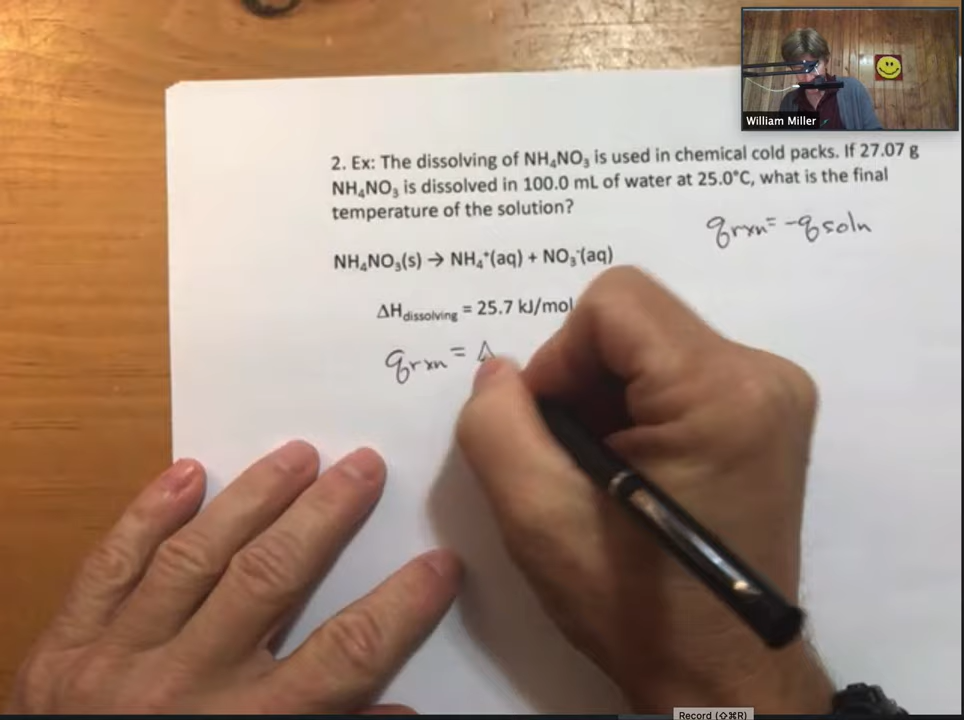 William Miller
2. Ex: The dissolving of NH₄NO₃ is used in chemical cold packs. If 27.07 g
NH₄NO₃ is dissolved in 100.0 mL of water at 25.0°C, what is the final
temperature of the solution?
qrxn = -qsoln
NH₄NO₃(s) → NH₄⁺(aq) + NO₃⁻(aq)
ΔHdissolving = 25.7 kJ/mol
qrxn = Δ
Record (⇧⌘R)